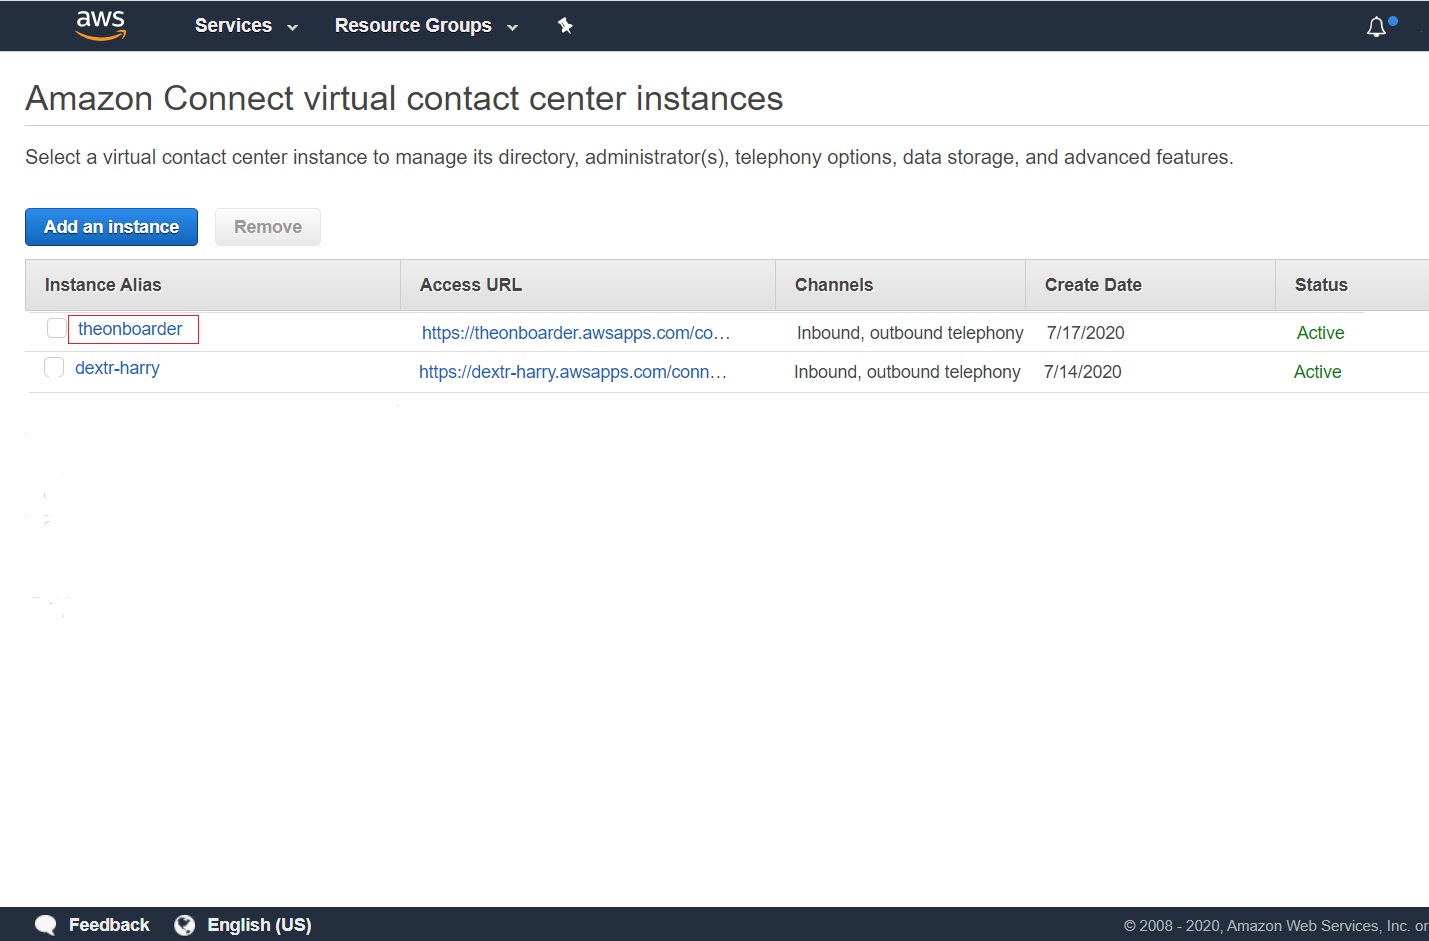 aws Services Resource Groups
Amazon Connect virtual contact center instances
Select a virtual contact center instance to manage its directory, administrator(s), telephony options, data storage, and advanced features.
Add an instance Remove
Instance Alias Access URL Channels Create Date Status
theonboarder https://theonboarder.awsapps.com/co... Inbound, outbound telephony 7/17/2020 Active
dextr-harry https://dextr-harry.awsapps.com/conn... Inbound, outbound telephony 7/14/2020 Active
Feedback English (US) © 2008 - 2020, Amazon Web Services, Inc. or